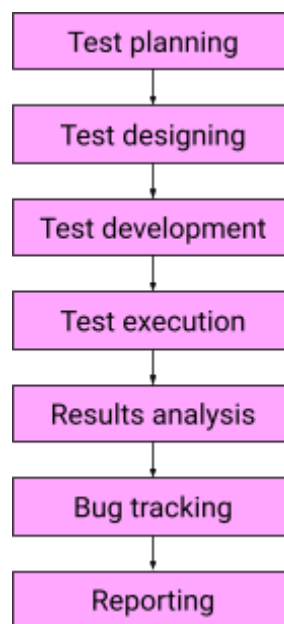 Test planning
Test designing
Test development
Test execution
Results analysis
Bug tracking
Reporting